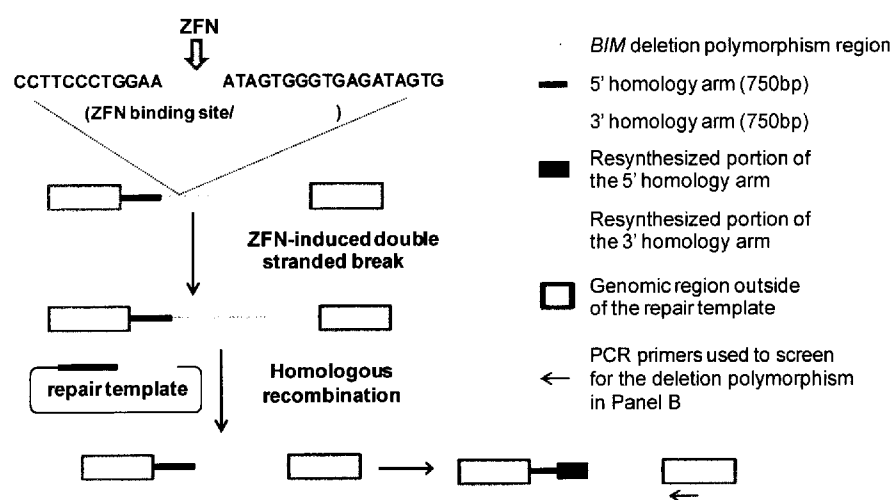 ZFN
CCTTCCCTGGAA ATAGTGGGTGAGATAGTG
(ZFN binding site/ )
ZFN-induced double
stranded break
repair template
Homologous
recombination
BIM deletion polymorphism region
5' homology arm (750bp)
3' homology arm (750bp)
Resynthesized portion of
the 5' homology arm
Resynthesized portion of
the 3' homology arm
Genomic region outside
of the repair template
PCR primers used to screen
for the deletion polymorphism
in Panel B